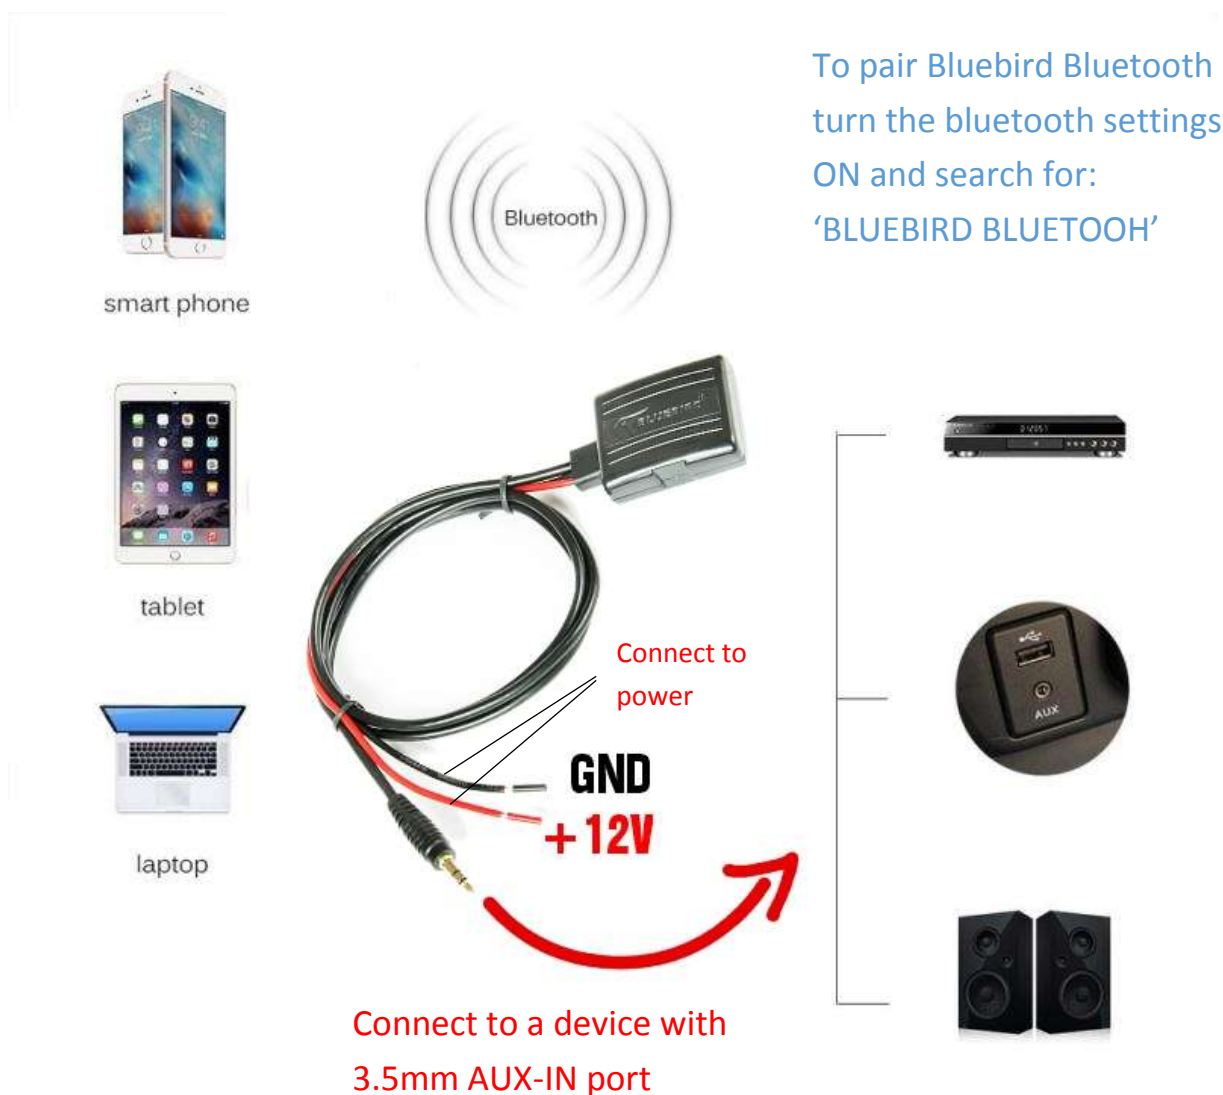 To pair Bluebird Bluetooth
turn the bluetooth settings
ON and search for:
‘BLUEBIRD BLUETOOH’
Bluetooth
smart phone
BLUEBIRD
tablet
Connect to
power
AUX
GND
+12V
laptop
Connect to a device with
3.5mm AUX-IN port